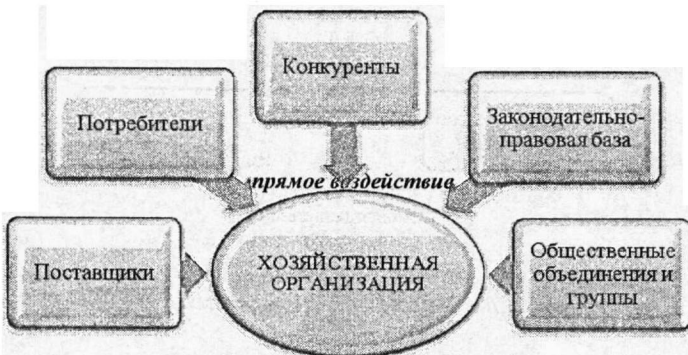 Конкуренты
Потребители
Законодательно-
правовая база
прямое воздействие
Поставщики
ХОЗЯЙСТВЕННАЯ
ОРГАНИЗАЦИЯ
Общественные
объединения и
группы